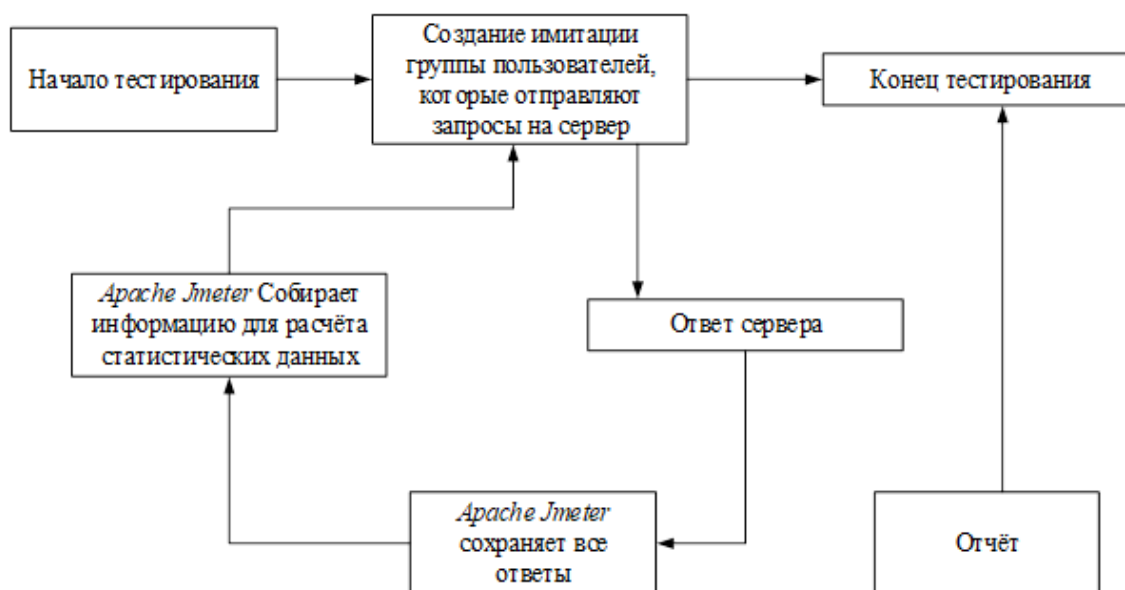 Начало тестирования
Создание имитации
группы пользователей,
которые отправляют
запросы на сервер
Конец тестирования
Apache Jmeter Собирает
информацию для расчёта
статистических данных
Ответ сервера
Apache Jmeter
сохраняет все
ответы
Отчёт